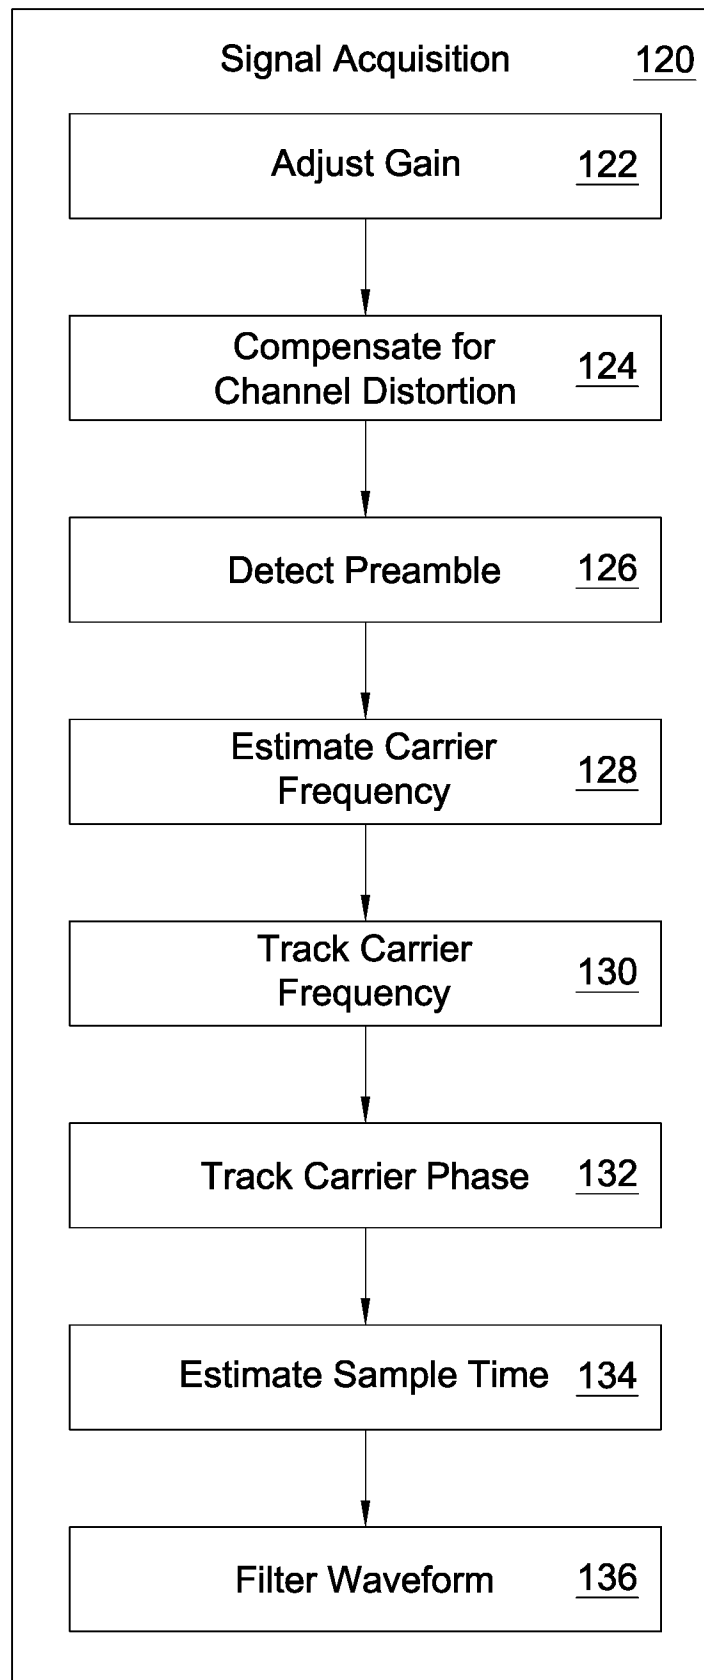 Signal Acquisition 120
Adjust Gain 122
Compensate for
Channel Distortion 124
Detect Preamble 126
Estimate Carrier
Frequency 128
Track Carrier
Frequency 130
Track Carrier Phase 132
Estimate Sample Time 134
Filter Waveform 136